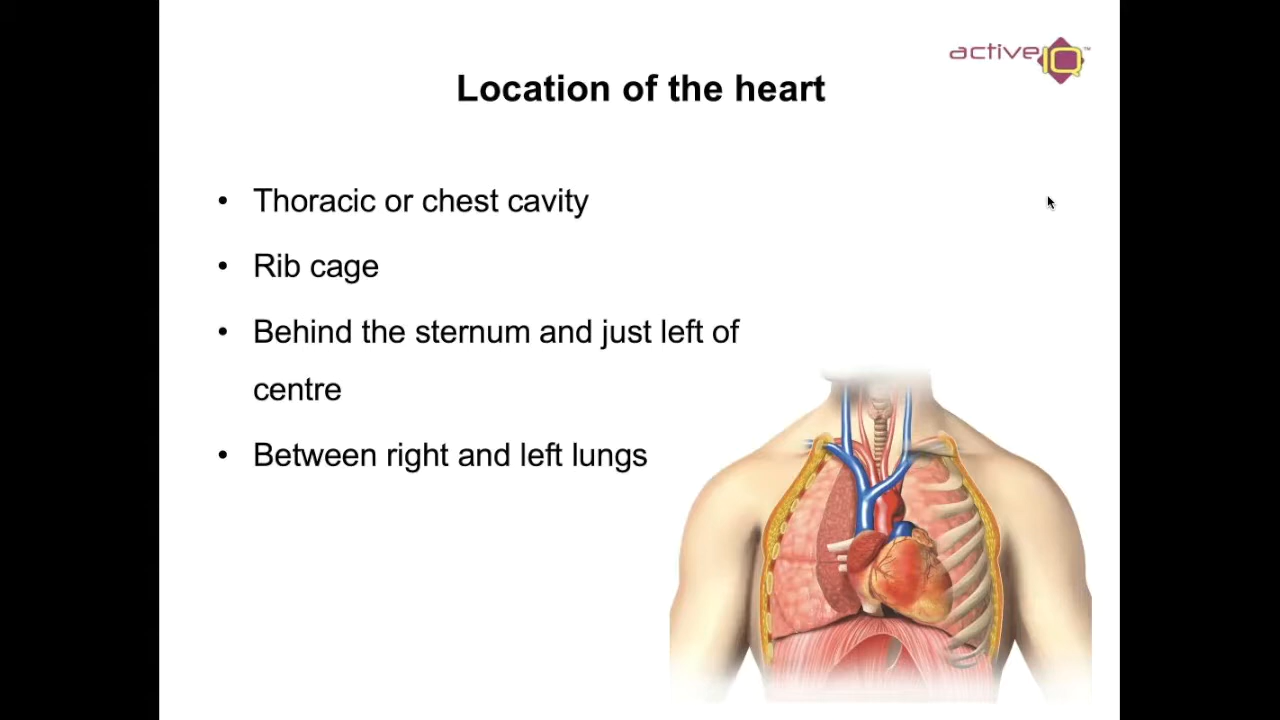 active IQ™
Location of the heart
• Thoracic or chest cavity
• Rib cage
• Behind the sternum and just left of
centre
• Between right and left lungs